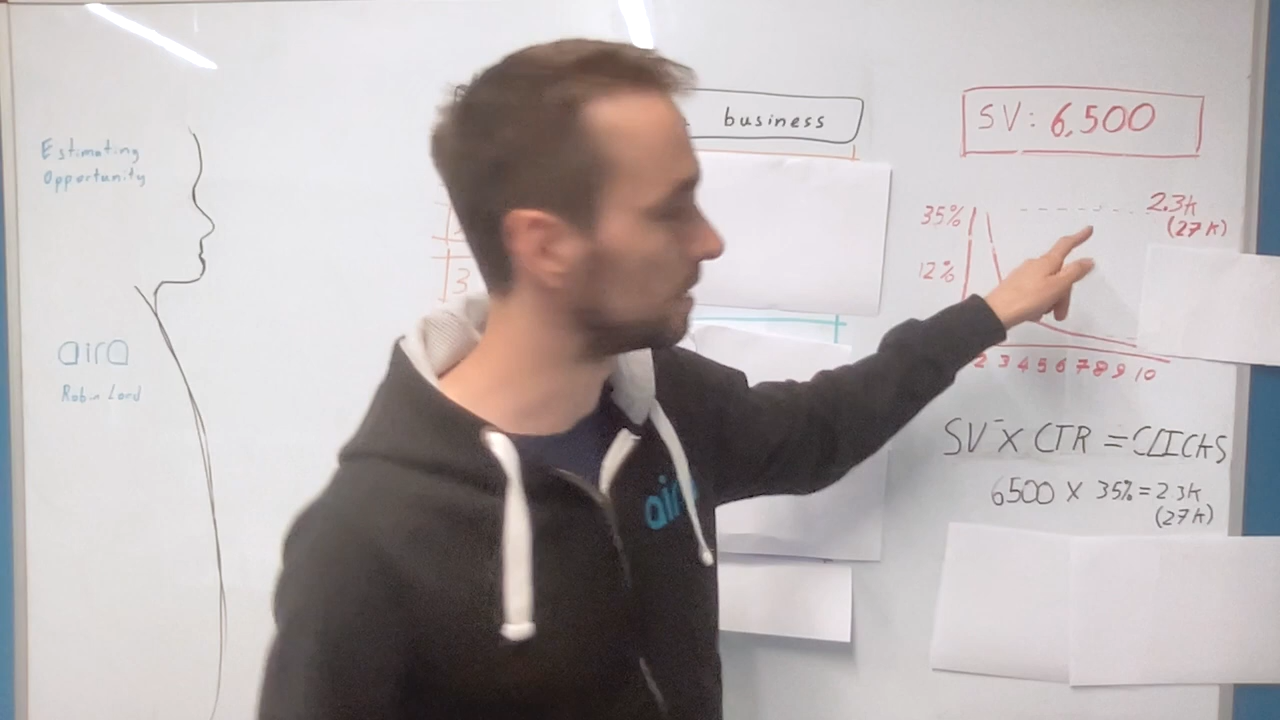 Estimating
Opportunity
aira
Robin Lord
business
3
aira
SV: 6,500
35%
12%
2.3k
(27k)
2 3 4 5 6 7 8 9 10
SV x CTR = CLICKS
6500 x 35% = 2.3k
(27k)